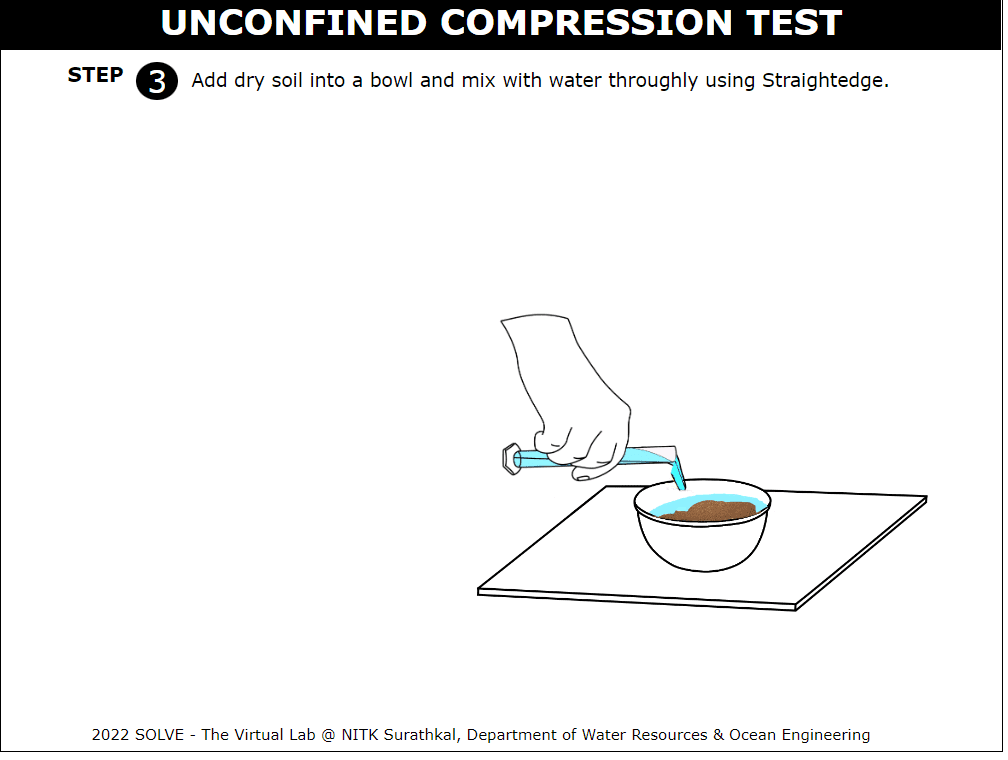 UNCONFINED COMPRESSION TEST
STEP 3 Add dry soil into a bowl and mix with water throughly using Straightedge.
2022 SOLVE - The Virtual Lab @ NITK Surathkal, Department of Water Resources & Ocean Engineering